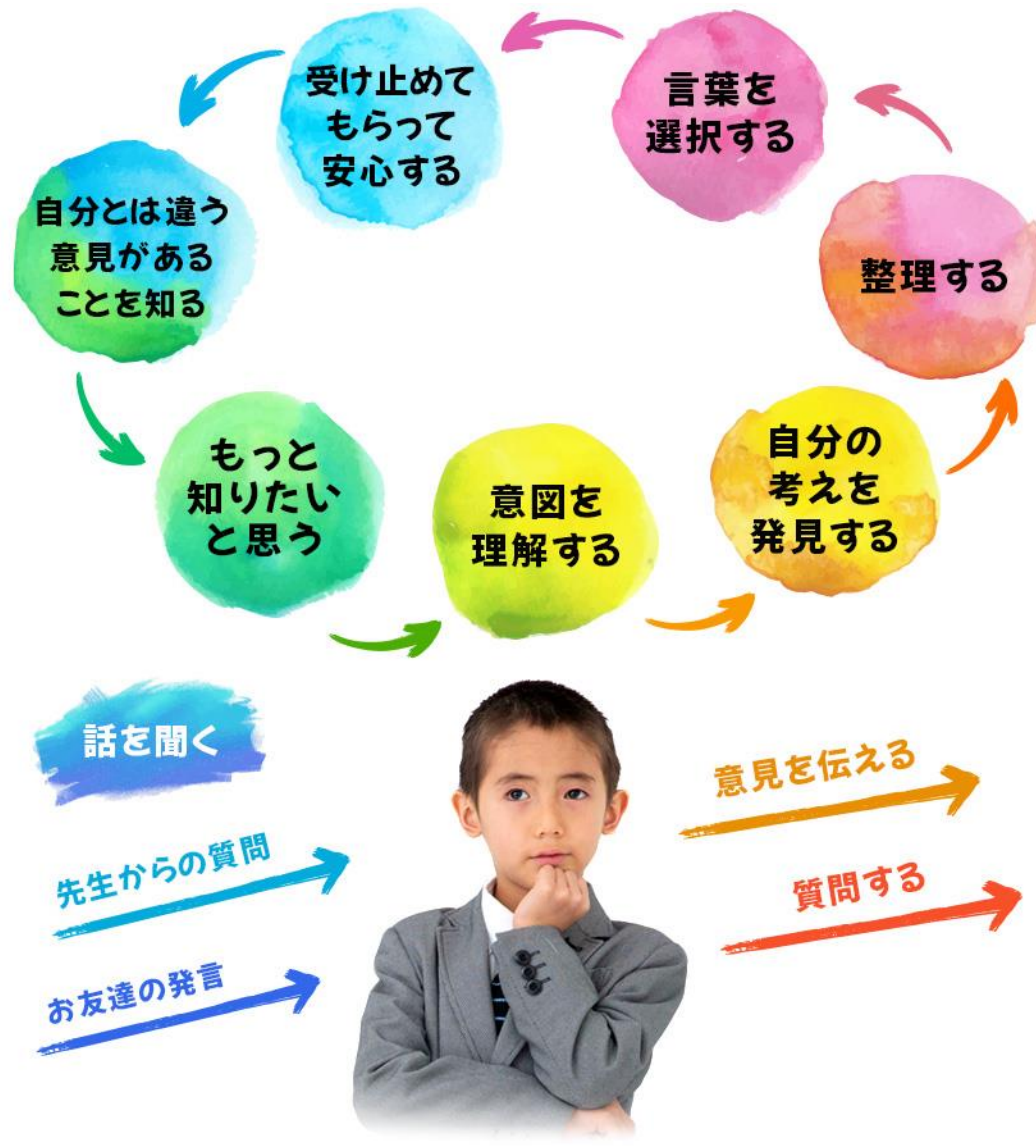 受け止めて
もらって
安心する
言葉を
選択する
自分とは違う
意見がある
ことを知る
整理する
もっと
知りたい
と思う
意図を
理解する
自分の
考えを
発見する
話を聞く
先生からの質問
お友達の発言
意見を伝える
質問する